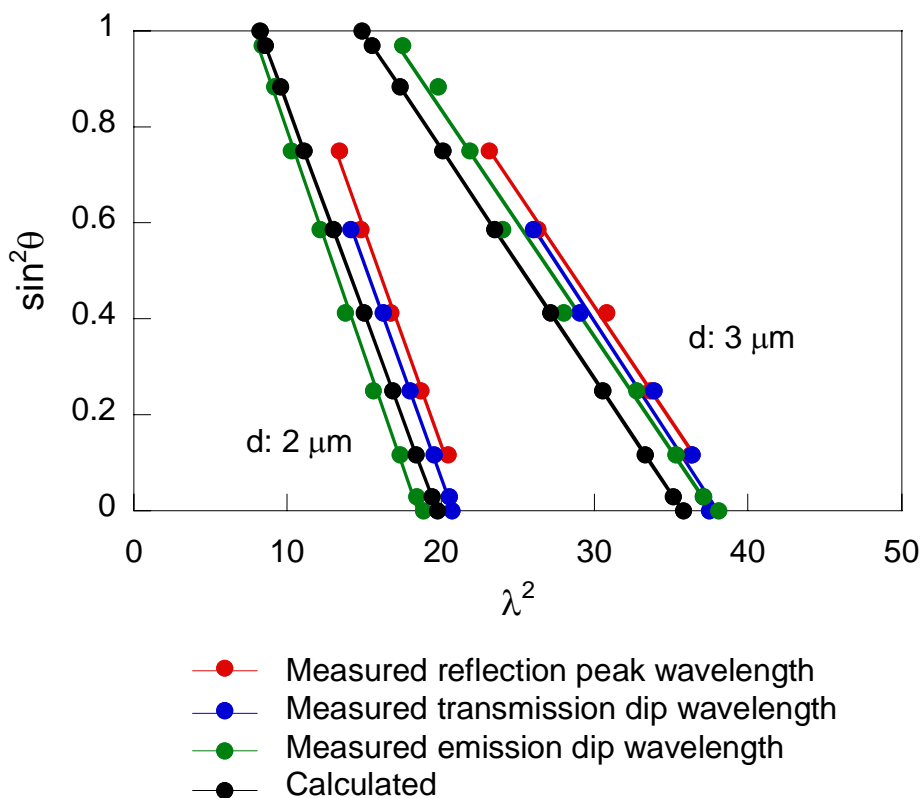 1
0.8
0.6
0.4
0.2
0
sin²θ
d: 3 μm
d: 2 μm
0 10 20 30 40 50
λ²
Measured reflection peak wavelength
Measured transmission dip wavelength
Measured emission dip wavelength
Calculated